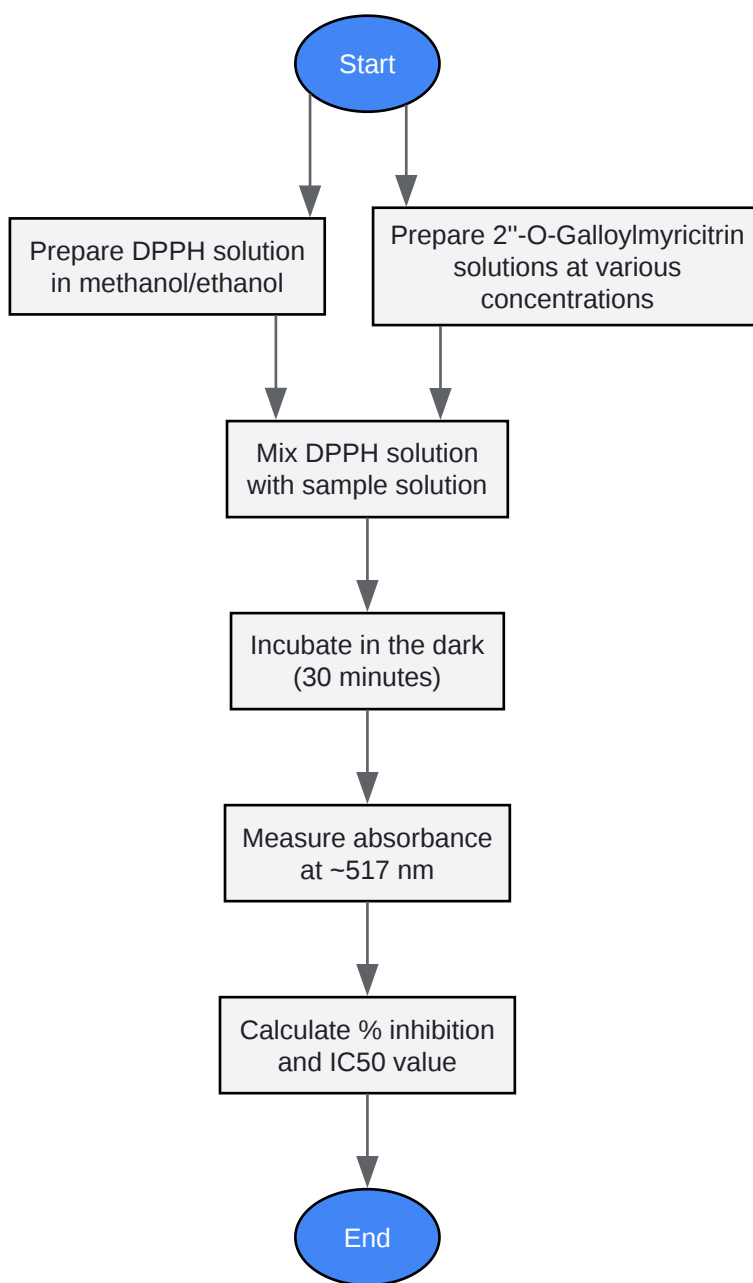 Start
Prepare DPPH solution
in methanol/ethanol
Prepare 2"-O-Galloylmyricitrin
solutions at various
concentrations
Mix DPPH solution
with sample solution
Incubate in the dark
(30 minutes)
Measure absorbance
at ~517 nm
Calculate % inhibition
and IC50 value
End